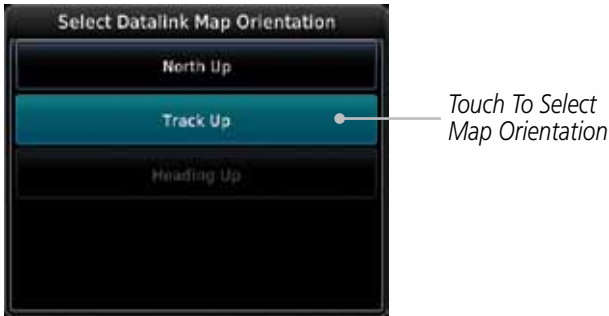 Select Datalink Map Orientation
North Up
Track Up
Heading Up
Touch To Select
Map Orientation